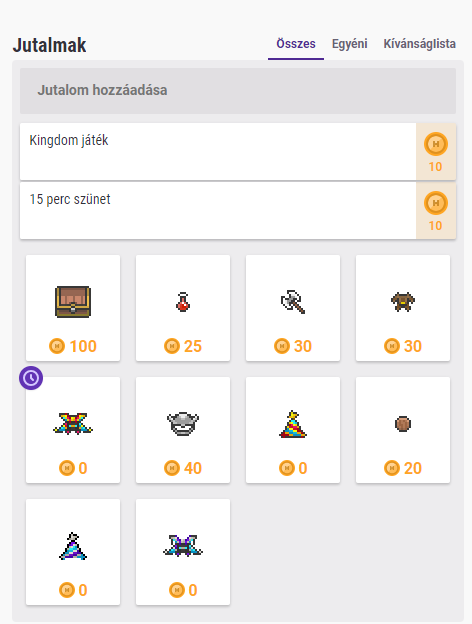 Jutalmak
Összes Egyéni Kívánságlista
Jutalom hozzáadása
Kingdom játék
H
10
15 perc szünet
H
10
H 100 H 25 H 30 H 30
H 0 H 40 H 0 H 20
H 0 H 0